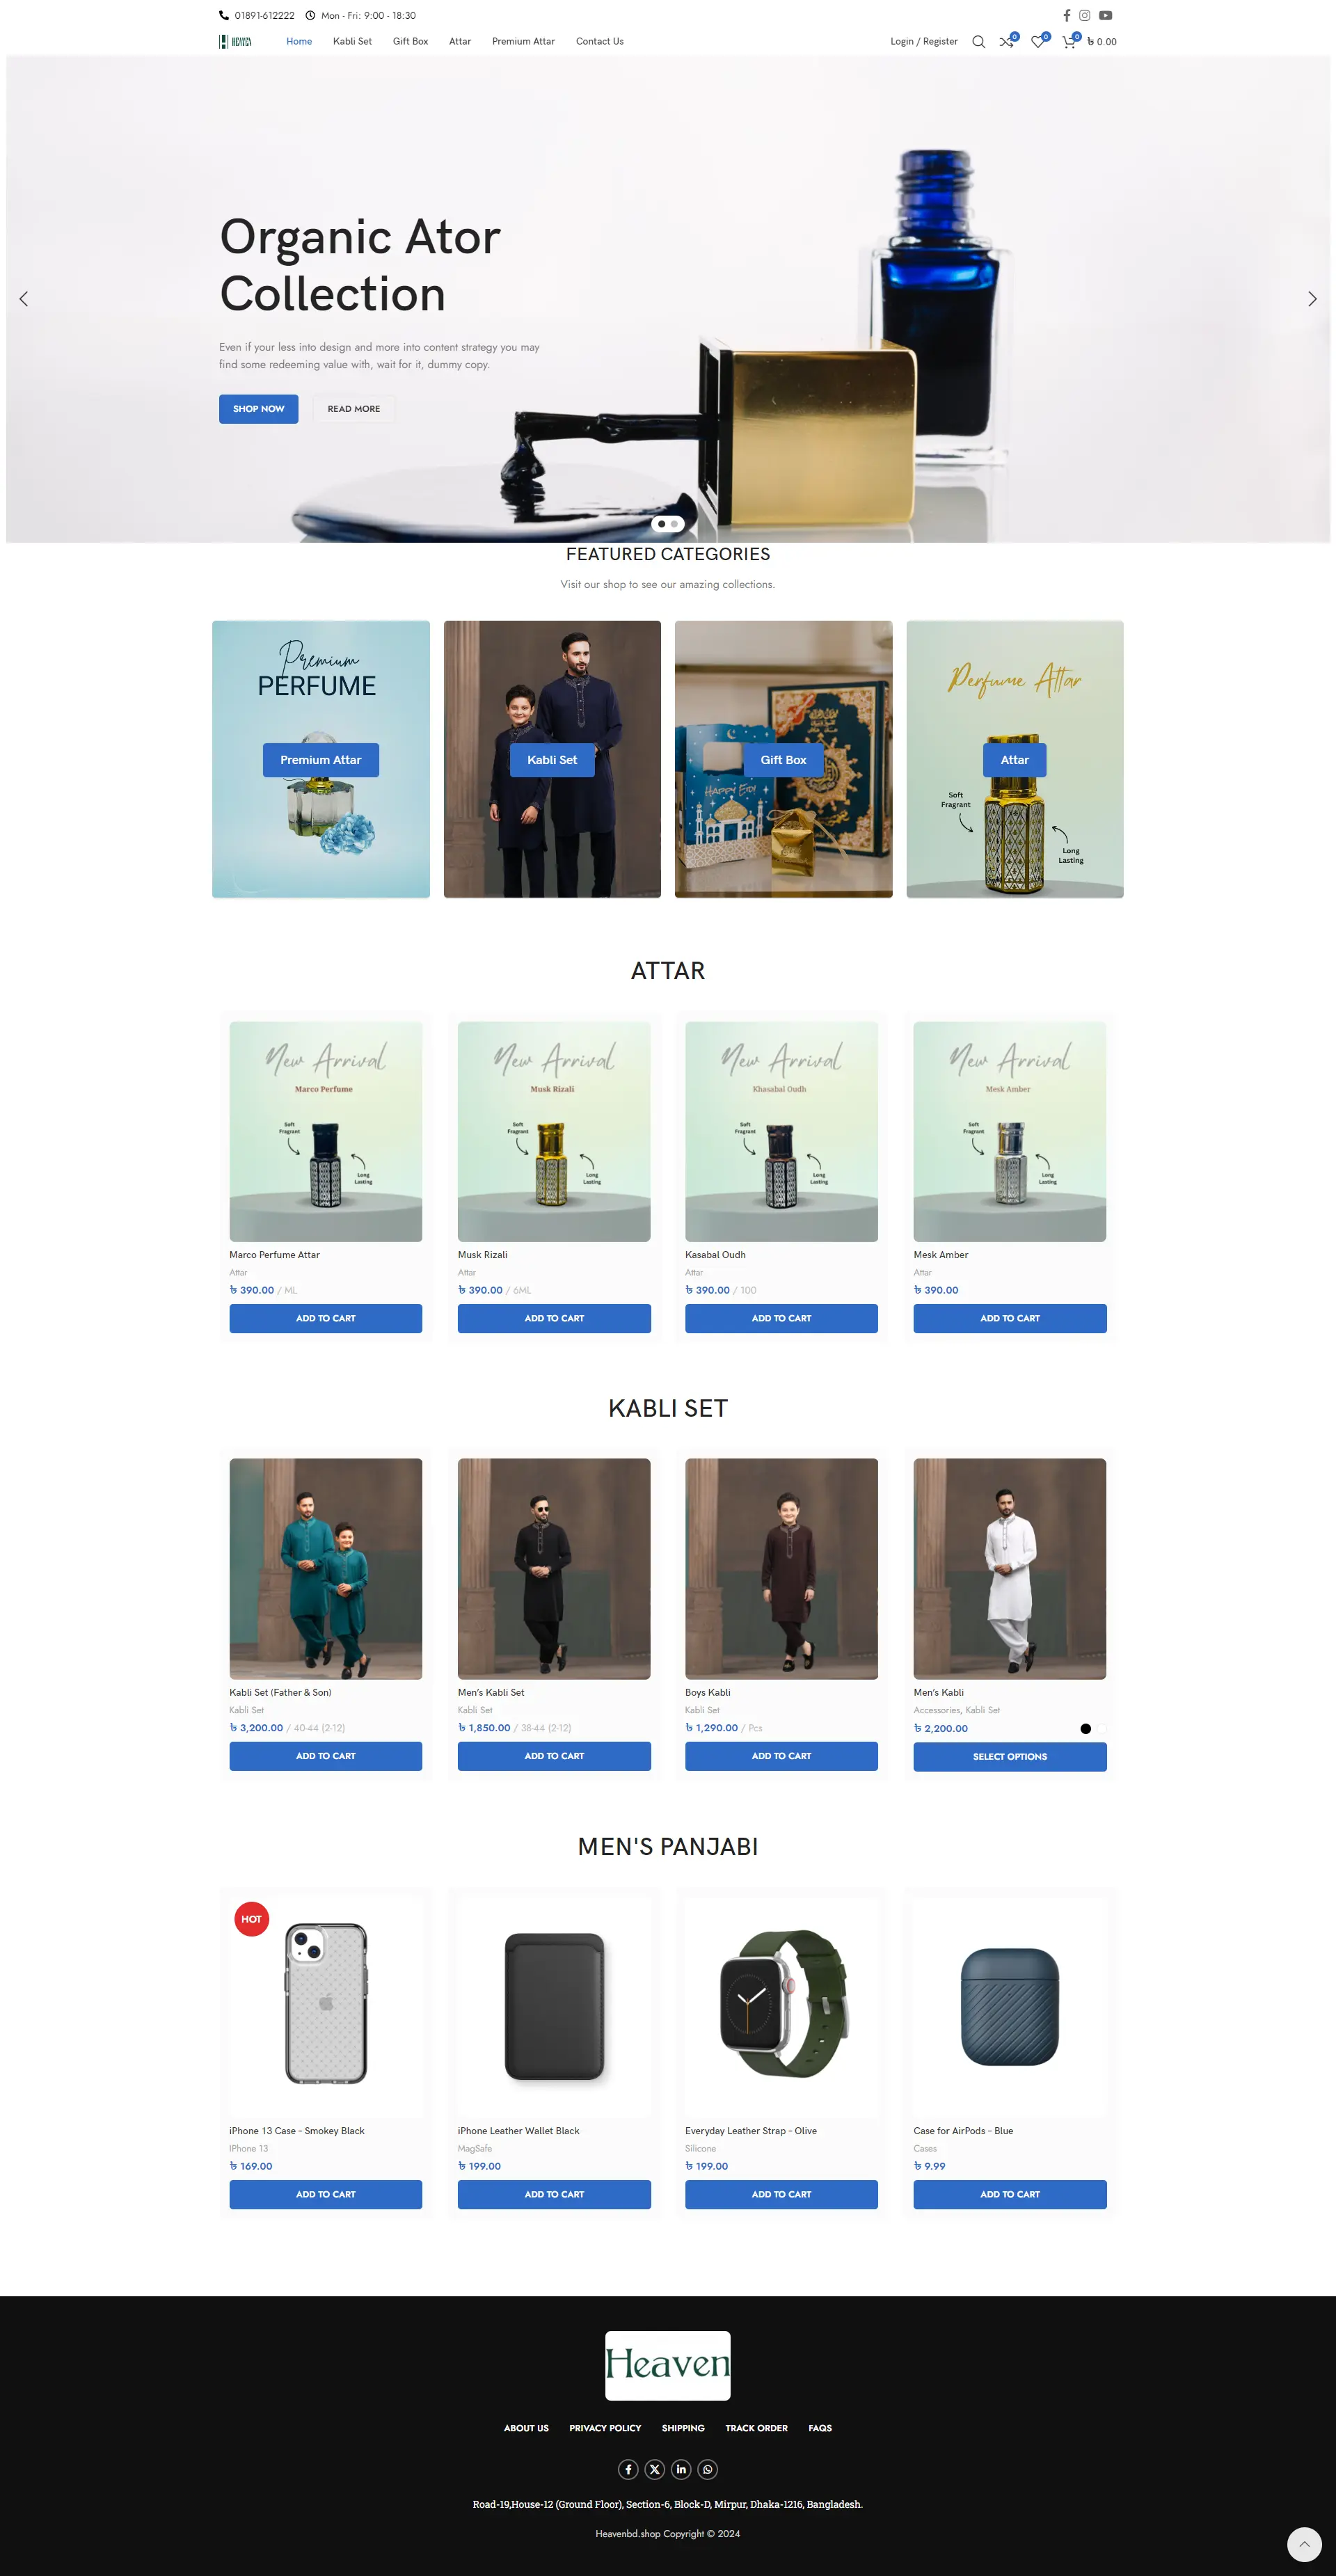 01891-612222 Mon - Fri: 9:00 - 18:30
HEAVEN Home Kabli Set Gift Box Attar Premium Attar Contact Us Login / Register 0 0 0 ৳ 0.00
Organic Ator
Collection
Even if your less into design and more into content strategy you may
find some redeeming value with, wait for it, dummy copy.
SHOP NOW READ MORE
FEATURED CATEGORIES
Visit our shop to see our amazing collections.
Premium
PERFUME
Premium Attar
Kabli Set
HAPPY EID!
Gift Box
Perfume Attar
Attar
Soft
Fragrant
Long
Lasting
ATTAR
New Arrival
Marco Perfume
Soft
Fragrant
Long
Lasting
New Arrival
Musk Rizali
Soft
Fragrant
Long
Lasting
New Arrival
Khasabal Oudh
Soft
Fragrant
Long
Lasting
New Arrival
Mesk Amber
Soft
Fragrant
Long
Lasting
Marco Perfume Attar
Attar
৳ 390.00 / ML
ADD TO CART
Musk Rizali
Attar
৳ 390.00 / 6ML
ADD TO CART
Kasabal Oudh
Attar
৳ 390.00 / 100
ADD TO CART
Mesk Amber
Attar
৳ 390.00
ADD TO CART
KABLI SET
Kabli Set (Father & Son)
Kabli Set
৳ 3,200.00 / 40-44 (2-12)
ADD TO CART
Men's Kabli Set
Kabli Set
৳ 1,850.00 / 38-44 (2-12)
ADD TO CART
Boys Kabli
Kabli Set
৳ 1,290.00 / Pcs
ADD TO CART
Men's Kabli
Accessories, Kabli Set
৳ 2,200.00
SELECT OPTIONS
MEN'S PANJABI
HOT
iPhone 13 Case – Smokey Black
IPhone 13
৳ 169.00
ADD TO CART
iPhone Leather Wallet Black
MagSafe
৳ 199.00
ADD TO CART
Everyday Leather Strap – Olive
Silicone
৳ 199.00
ADD TO CART
Case for AirPods – Blue
Cases
৳ 9.99
ADD TO CART
Heaven
ABOUT US PRIVACY POLICY SHIPPING TRACK ORDER FAQS
Road-19,House-12 (Ground Floor), Section-6, Block-D, Mirpur, Dhaka-1216, Bangladesh.
Heavenbd.shop Copyright © 2024